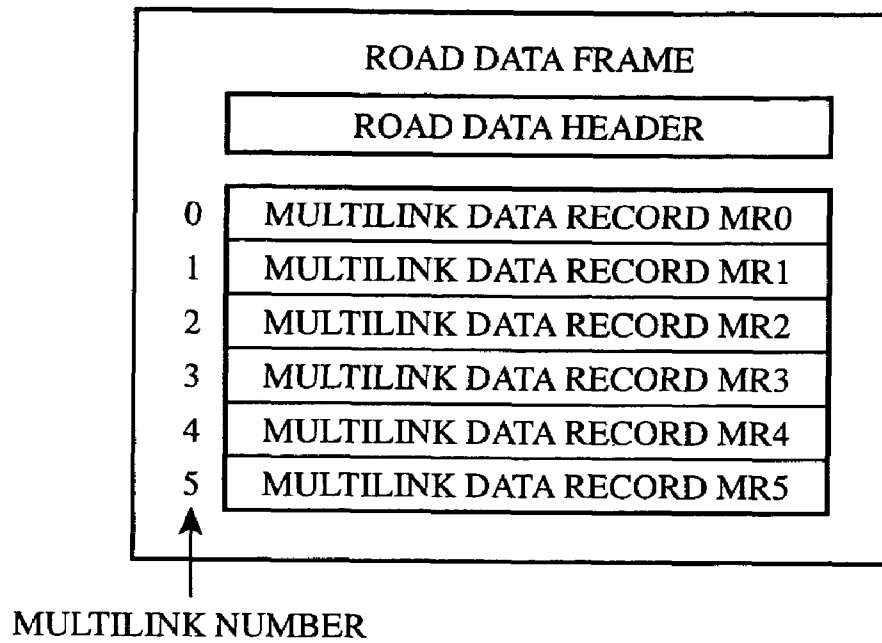 ROAD DATA FRAME
ROAD DATA HEADER
0 MULTILINK DATA RECORD MR0
1 MULTILINK DATA RECORD MR1
2 MULTILINK DATA RECORD MR2
3 MULTILINK DATA RECORD MR3
4 MULTILINK DATA RECORD MR4
5 MULTILINK DATA RECORD MR5
MULTILINK NUMBER